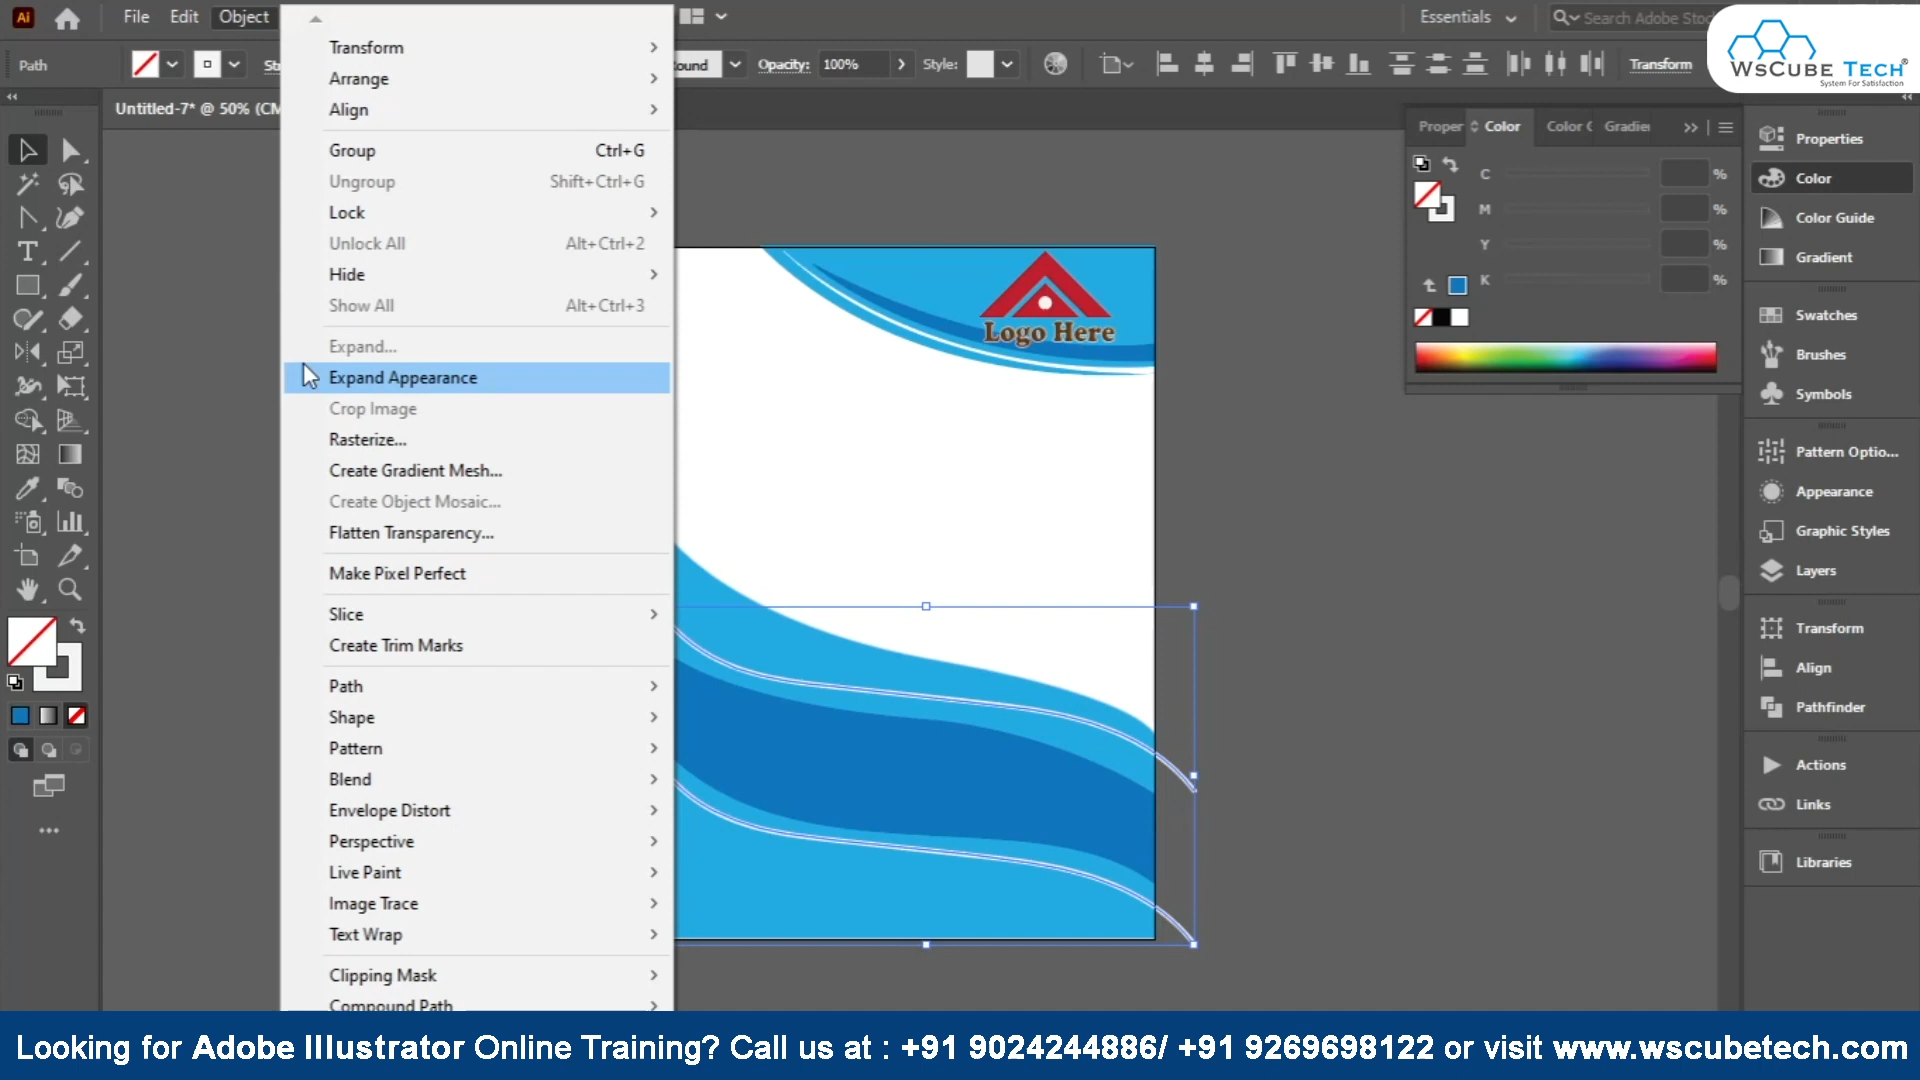 Ai File Edit Object Essentials Search Adobe Stoc
Path Opacity: 100% Style: Transform
WsCube Tech®
System For Satisfaction
Untitled-7* @ 50% (CM
Transform
Arrange
Align
Group Ctrl+G
Ungroup Shift+Ctrl+G
Lock
Unlock All Alt+Ctrl+2
Hide
Show All Alt+Ctrl+3
Expand...
Expand Appearance
Crop Image
Rasterize...
Create Gradient Mesh...
Create Object Mosaic...
Flatten Transparency...
Make Pixel Perfect
Slice
Create Trim Marks
Path
Shape
Pattern
Blend
Envelope Distort
Perspective
Live Paint
Image Trace
Text Wrap
Clipping Mask
Compound Path
Logo Here
Proper Color Color G Gradien
C %
M %
Y %
K %
Properties
Color
Color Guide
Gradient
Swatches
Brushes
Symbols
Pattern Optio...
Appearance
Graphic Styles
Layers
Transform
Align
Pathfinder
Actions
Links
Libraries
Looking for Adobe Illustrator Online Training? Call us at : +91 9024244886/ +91 9269698122 or visit www.wscubetech.com